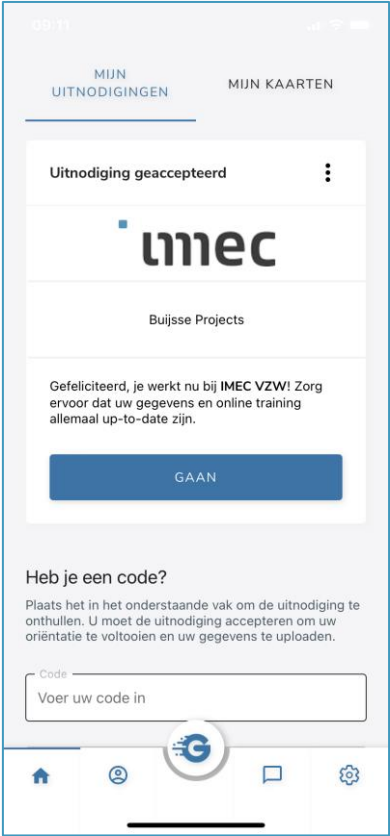 09:11
MIJN
UITNODIGINGEN
MIJN KAARTEN
Uitnodiging geaccepteerd
imec
Buijsse Projects
Gefeliciteerd, je werkt nu bij IMEC VZW! Zorg
ervoor dat uw gegevens en online training
allemaal up-to-date zijn.
GAAN
Heb je een code?
Plaats het in het onderstaande vak om de uitnodiging te
onthullen. U moet de uitnodiging accepteren om uw
oriëntatie te voltooien en uw gegevens te uploaden.
Code
Voer uw code in
G